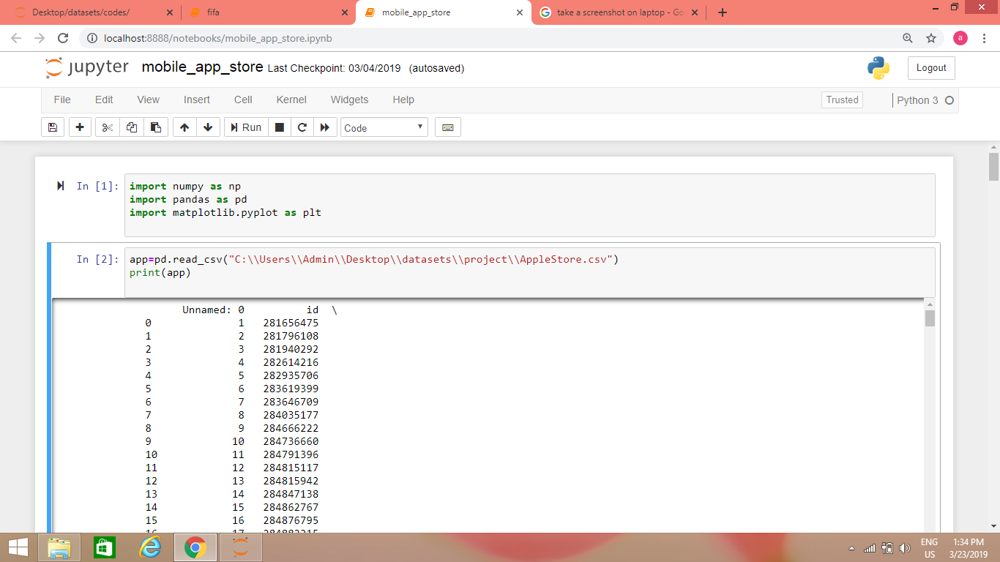 Desktop/datasets/codes/
fifa
mobile_app_store
take a screenshot on laptop - Go
localhost:8888/notebooks/mobile_app_store.ipynb
a
jupyter mobile_app_store Last Checkpoint: 03/04/2019 (autosaved)
Logout
File Edit View Insert Cell Kernel Widgets Help
Trusted
Python 3
Run
Code
In [1]: import numpy as np
import pandas as pd
import matplotlib.pyplot as plt
In [2]: app=pd.read_csv("C:\\Users\\Admin\\Desktop\\datasets\\project\\AppleStore.csv")
print(app)
Unnamed: 0 id \
0 1 281656475
1 2 281796108
2 3 281940292
3 4 282614216
4 5 282935706
5 6 283619399
6 7 283646709
7 8 284035177
8 9 284666222
9 10 284736660
10 11 284791396
11 12 284815117
12 13 284815942
13 14 284847138
14 15 284862767
15 16 284876795
ENG 1:34 PM
US 3/23/2019